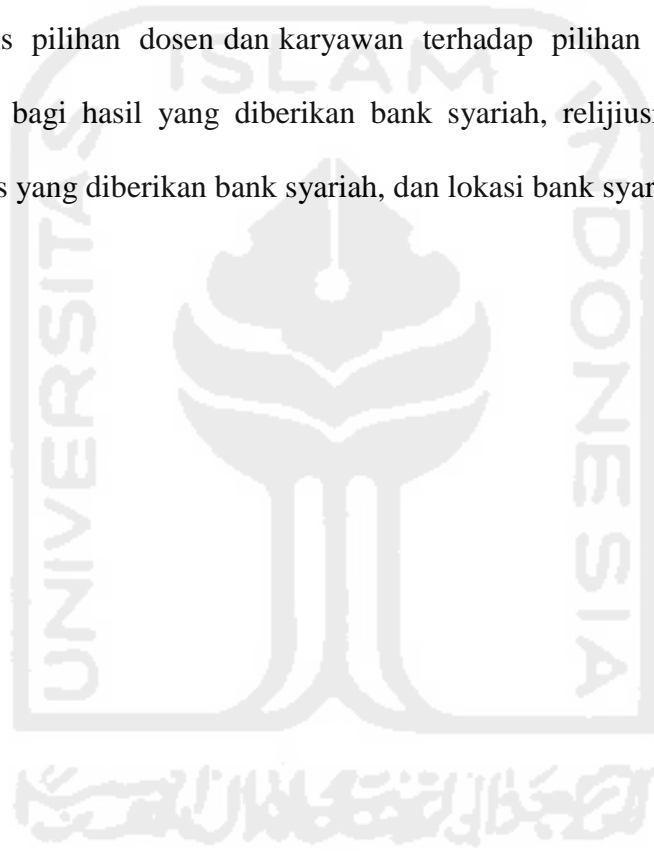 s pilihan dosen dan karyawan terhadap pilihan
bagi hasil yang diberikan bank syariah, relijius
s yang diberikan bank syariah, dan lokasi bank syar
ISLAM
UNIVERSITAS
INDONESIA